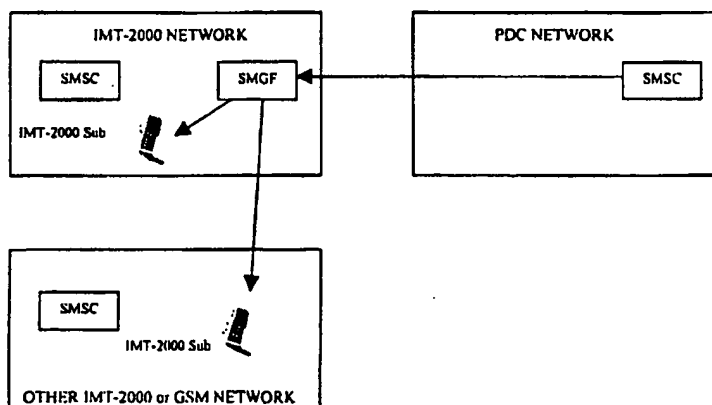 IMT-2000 NETWORK
PDC NETWORK
SMSC
SMGF
SMSC
IMT-2000 Sub
SMSC
IMT-2000 Sub
OTHER IMT-2000 or GSM NETWORK